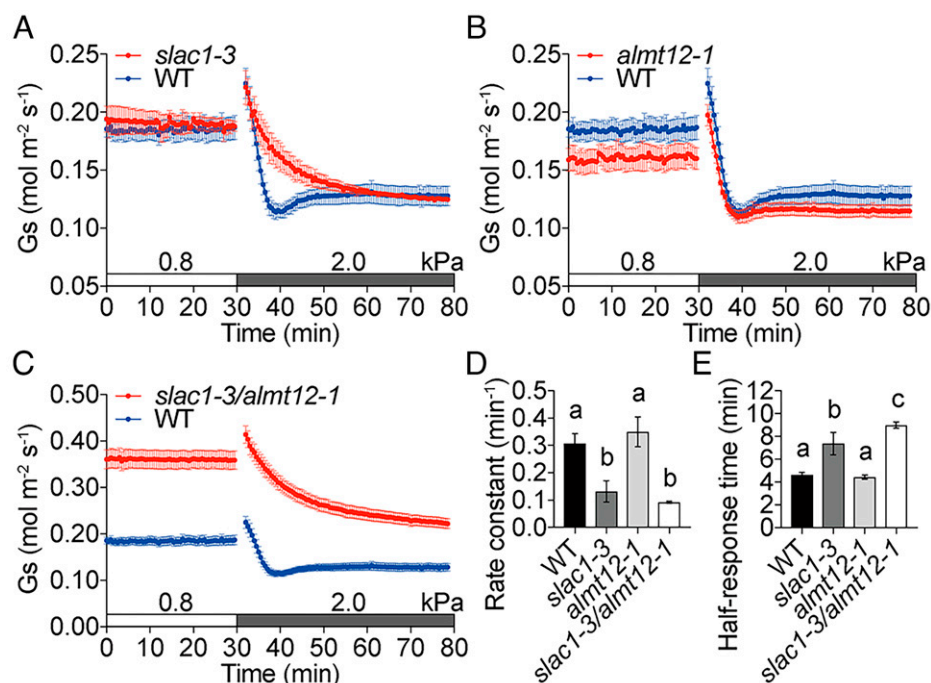 A
slac1-3
WT
Gs (mol m-2 s-1)
0.25
0.20
0.15
0.10
0.05
0.8
2.0
kPa
0 10 20 30 40 50 60 70 80
Time (min)
B
almt12-1
WT
Gs (mol m-2 s-1)
0.25
0.20
0.15
0.10
0.05
0.8
2.0
kPa
0 10 20 30 40 50 60 70 80
Time (min)
C
slac1-3/almt12-1
WT
Gs (mol m-2 s-1)
0.50
0.40
0.30
0.20
0.10
0.00
0.8
2.0
kPa
0 10 20 30 40 50 60 70 80
Time (min)
D
Rate constant (min-1)
0.5
0.4
0.3
0.2
0.1
0.0
a
b
a
b
WT
slac1-3
almt12-1
slac1-3/almt12-1
E
Half-response time (min)
12
10
8
6
4
2
0
a
b
a
c
WT
slac1-3
almt12-1
slac1-3/almt12-1